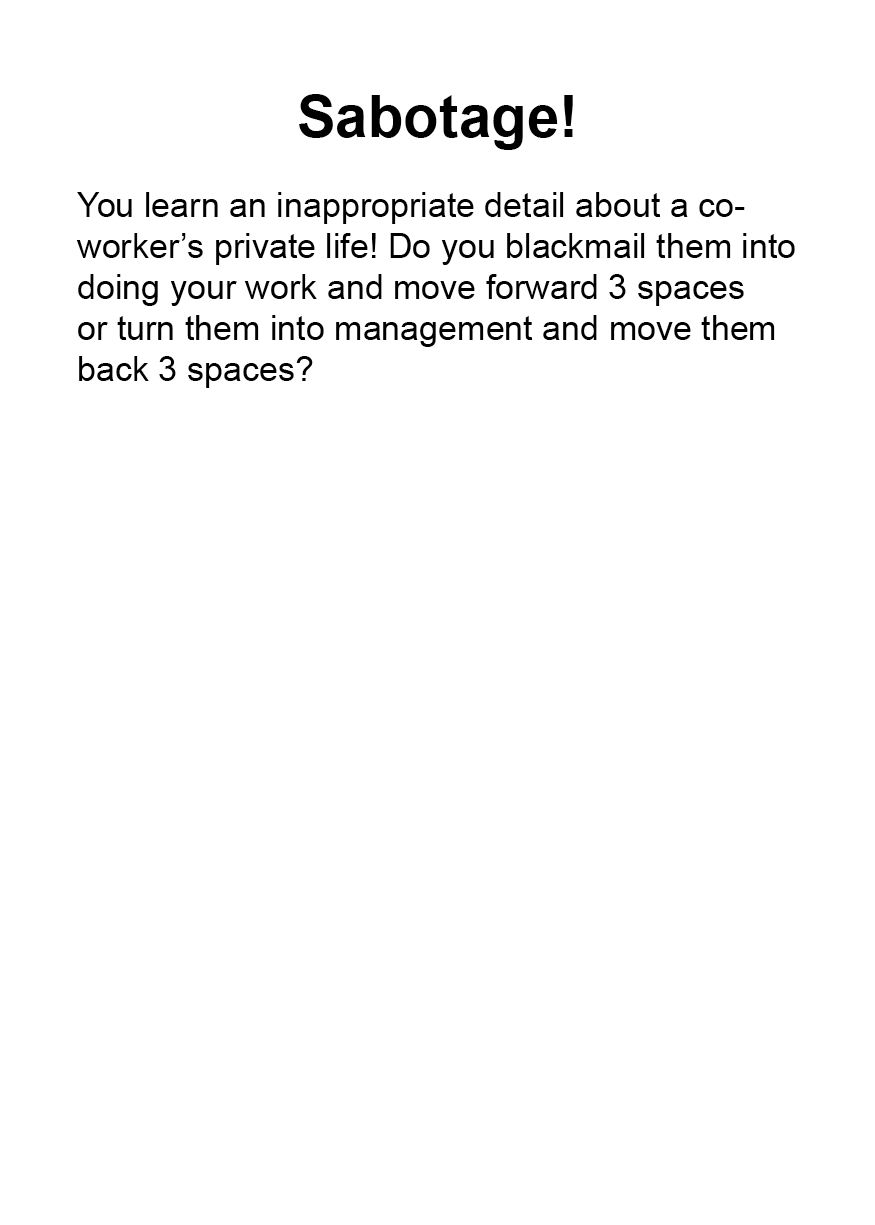 Sabotage!
You learn an inappropriate detail about a co-
worker’s private life! Do you blackmail them into
doing your work and move forward 3 spaces
or turn them into management and move them
back 3 spaces?